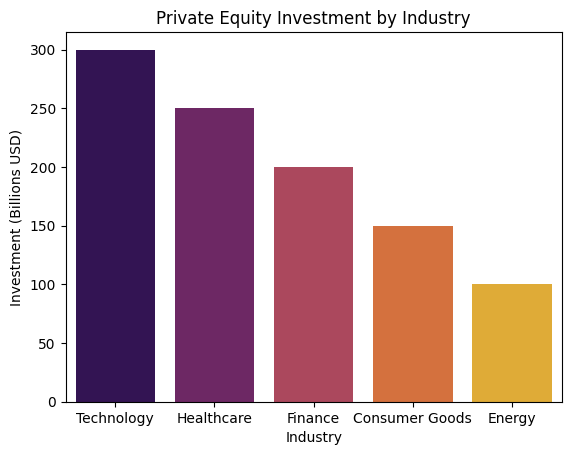 Private Equity Investment by Industry
Investment (Billions USD)
300
250
200
150
100
50
0
Technology Healthcare Finance Consumer Goods Energy
Industry